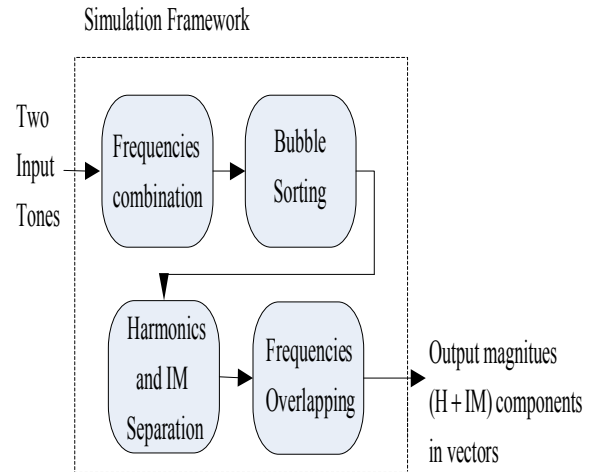 Simulation Framework
Two
Input
Tones
Frequencies
combination
Bubble
Sorting
Harmonics
and IM
Separation
Frequencies
Overlapping
Output magnitues
(H+IM) components
in vectors